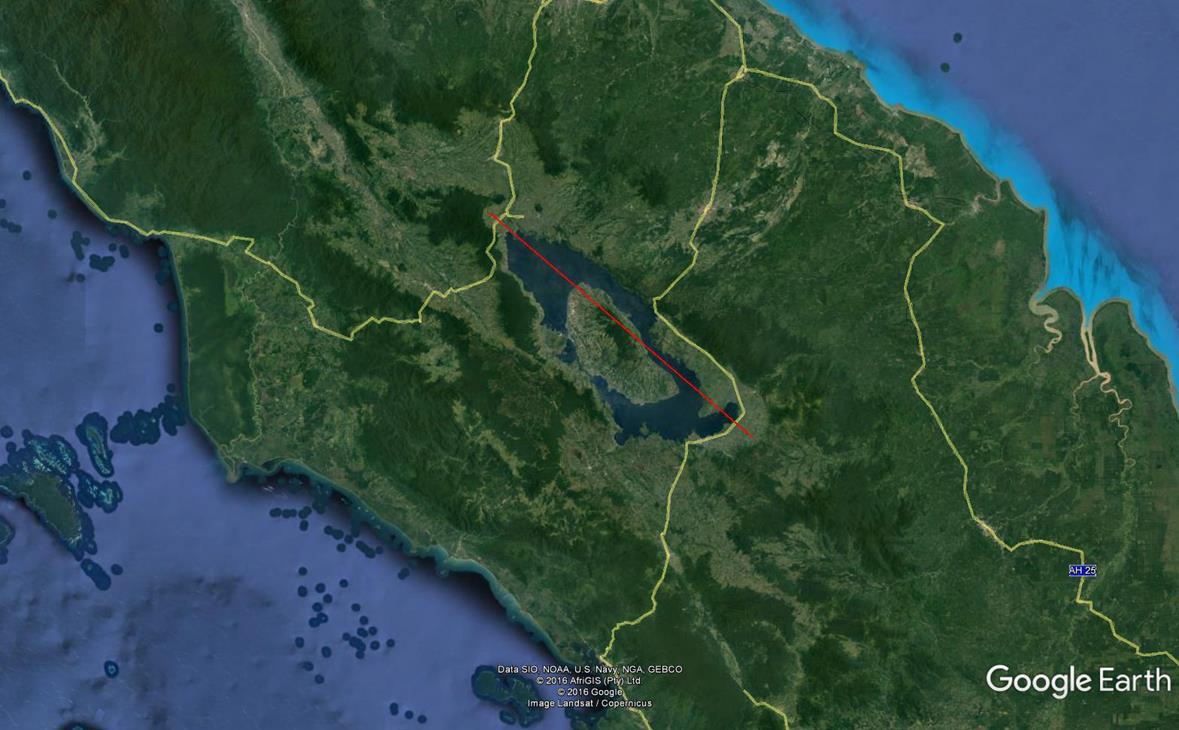 AH 25
Data SIO, NOAA, U.S. Navy, NGA, GEBCO
© 2016 AfriGIS (Pty) Ltd.
© 2016 Google
Image Landsat / Copernicus
Google Earth